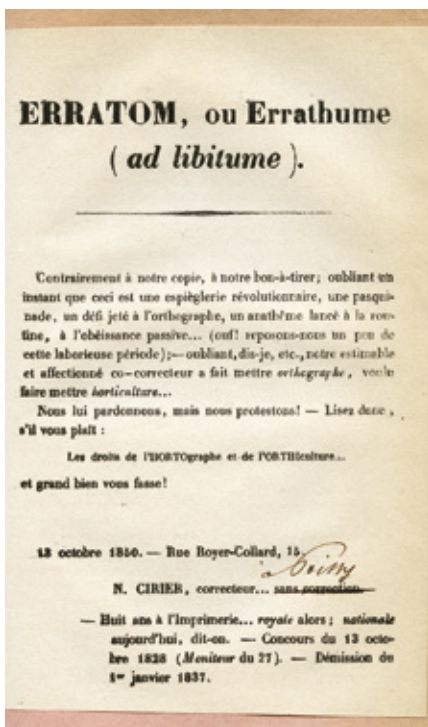 ERRATOM, ou Errathume
( ad libitume ).
Contrairement à notre copie, à notre bon-à-tirer; oubliant un
instant que ceci est une espièglerie révolutionnaire, une pasqui-
nade, un défi jeté à l'orthographe, un anathême lancé à la rou-
tine, à l'obéissance passive... (ouf! reposons-nous un peu de
cette laborieuse période);— oubliant, dis-je, etc., notre estimable
et affectionné co-correcteur a fait mettre orthographe, voulu
faire mettre horticulture...
Nous lui pardonnons, mais nous protestons! — Lisez donc,
s'il vous plaît :
Les droits de l'HORTOgraphe et de l'ORTHIculture...
et grand bien vous fasse!
13 octobre 1840. — Rue Royer-Collard, 15.
à Poissy
N. CIRIER, correcteur... sans correction.
— Huit ans à l'Imprimerie... royale alors; nationale
aujourd'hui, dit-on. — Concours du 13 octo-
bre 1828 (Moniteur du 27). — Démission du
1er janvier 1837.